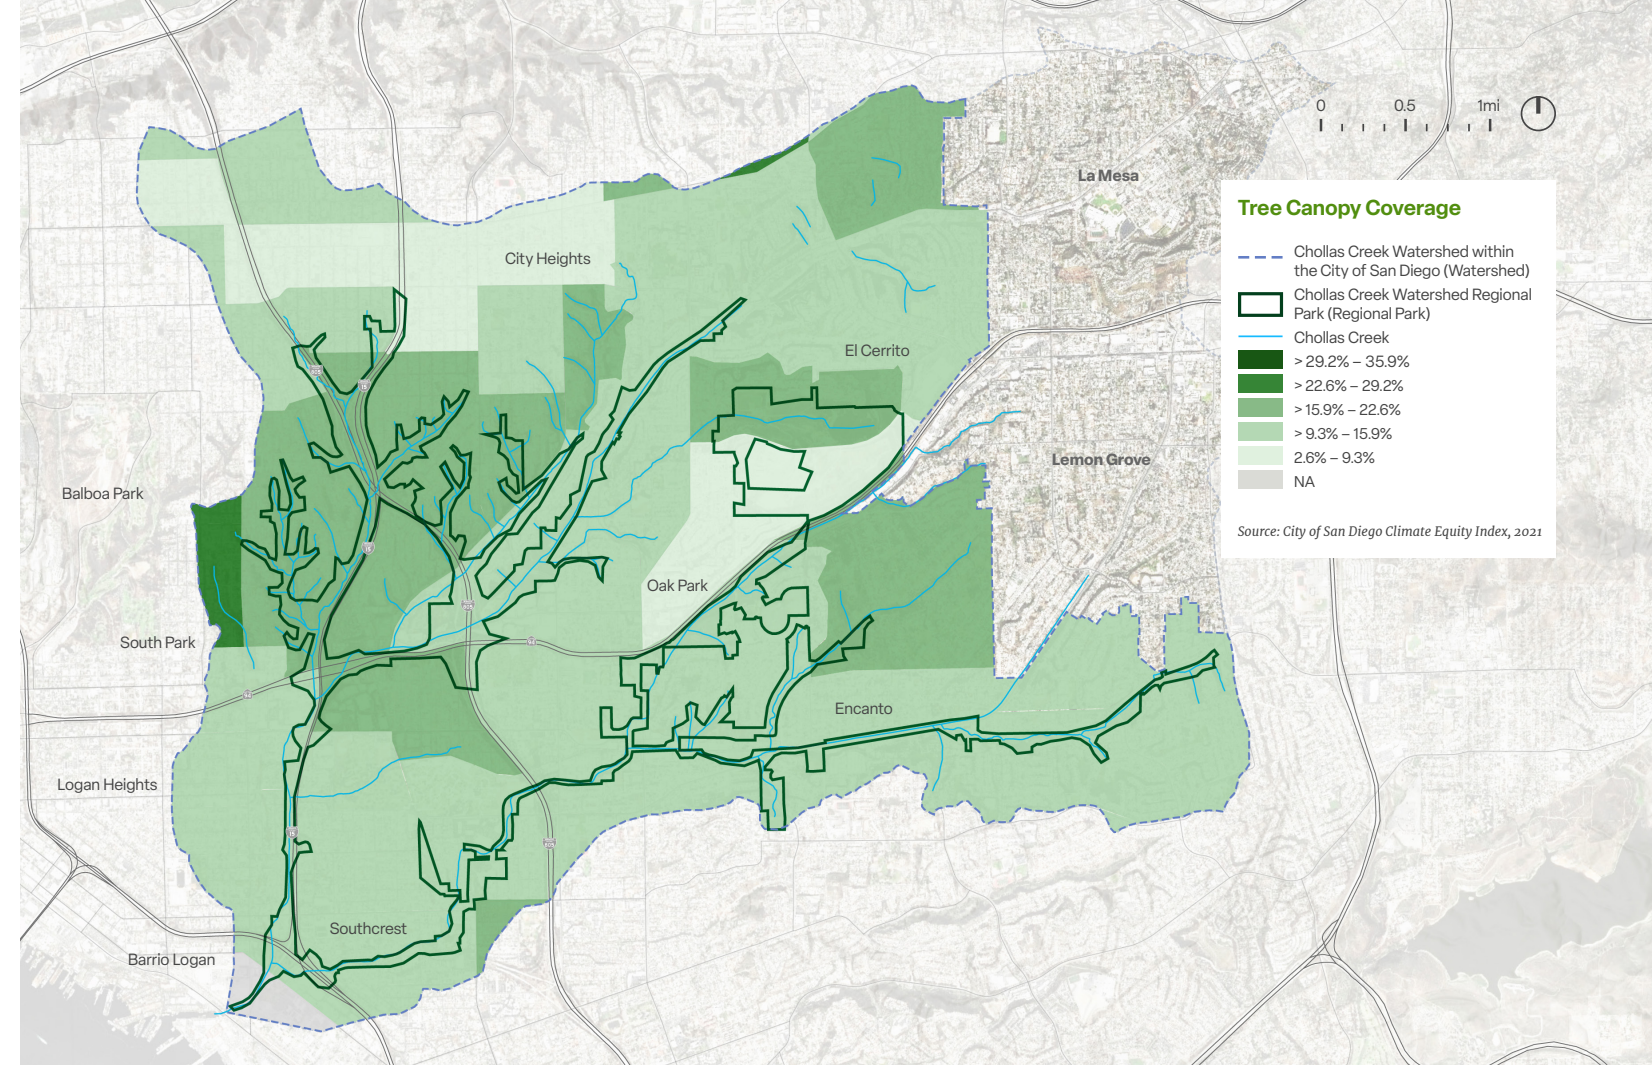 0 0.5 1mi
La Mesa
Tree Canopy Coverage
Chollas Creek Watershed within
the City of San Diego (Watershed)
Chollas Creek Watershed Regional
Park (Regional Park)
Chollas Creek
> 29.2% – 35.9%
> 22.6% – 29.2%
> 15.9% – 22.6%
> 9.3% – 15.9%
2.6% – 9.3%
NA
Source: City of San Diego Climate Equity Index, 2021
City Heights
El Cerrito
Lemon Grove
Balboa Park
Oak Park
South Park
Encanto
Logan Heights
Southcrest
Barrio Logan